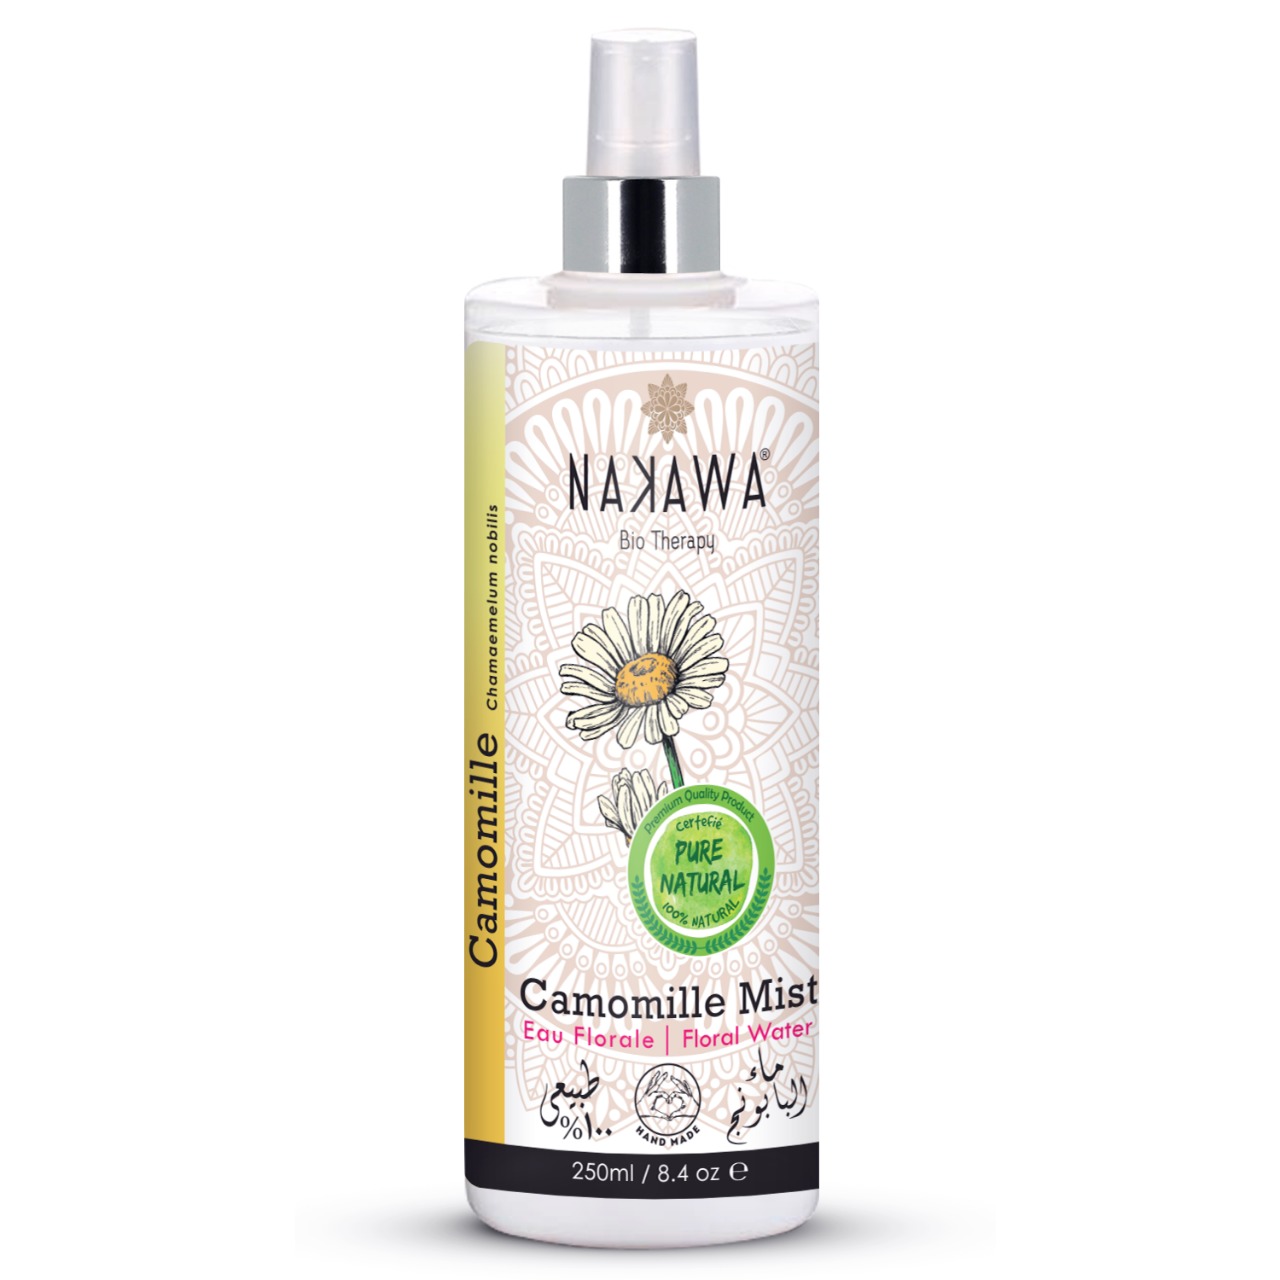 NAKAWA®
Bio Therapy
Camomille Chamaemelum nobilis
Premium Quality Product
certefié
PURE
NATURAL
100% NATURAL
Camomille Mist
Eau Florale | Floral Water
ماء
البابونج
طبيعي
%١٠٠
HAND MADE
250ml / 8.4 oz ℮